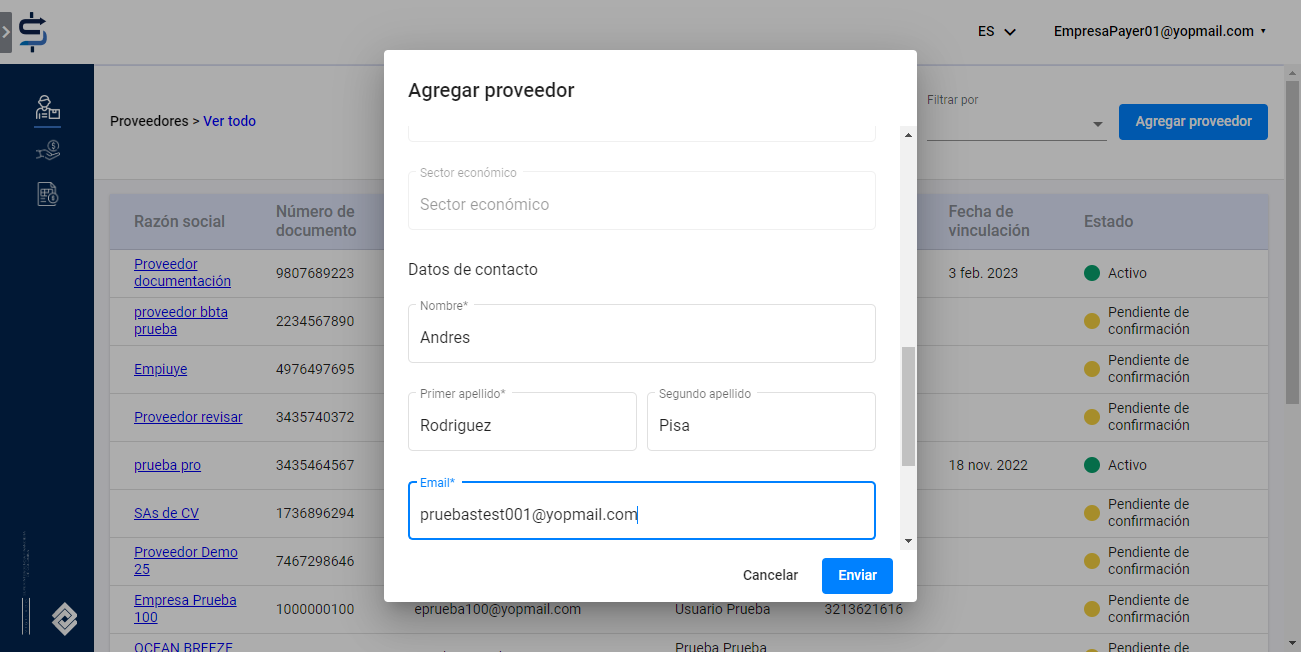 ES
EmpresaPayer01@yopmail.com
Agregar proveedor
Proveedores > Ver todo
Filtrar por
Agregar proveedor
Sector económico
Sector económico
Datos de contacto
Nombre*
Andres
Primer apellido*
Rodriguez
Segundo apellido
Pisa
Email*
pruebastest001@yopmail.com
Cancelar
Enviar
Razón social
Número de
documento
Fecha de
vinculación
Estado
Proveedor
documentación
9807689223
3 feb. 2023
Activo
proveedor bbta
prueba
2234567890
Pendiente de
confirmación
Empiuye
4976497695
Pendiente de
confirmación
Proveedor revisar
3435740372
Pendiente de
confirmación
prueba pro
3435464567
18 nov. 2022
Activo
SAs de CV
1736896294
Pendiente de
confirmación
Proveedor Demo
25
7467298646
Pendiente de
confirmación
Empresa Prueba
100
1000000100
eprueba100@yopmail.com
Usuario Prueba
3213621616
Pendiente de
confirmación
OCEAN BREEZE
Prueba Prueba
Pendiente de